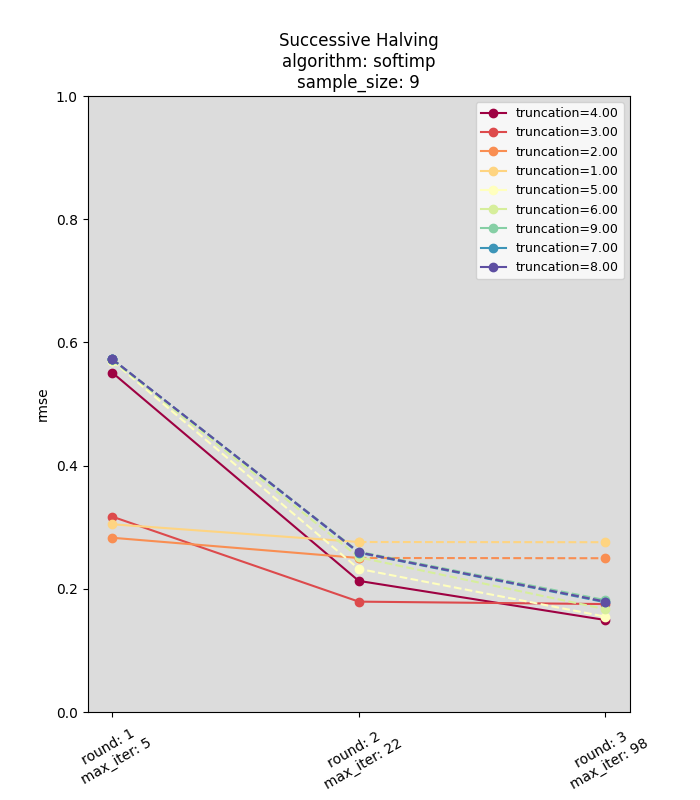 Successive Halving
algorithm: softimp
sample_size: 9
1.0
0.8
0.6
0.4
0.2
0.0
rmse
truncation=4.00
truncation=3.00
truncation=2.00
truncation=1.00
truncation=5.00
truncation=6.00
truncation=9.00
truncation=7.00
truncation=8.00
round: 1
max_iter: 5
round: 2
max_iter: 22
round: 3
max_iter: 98